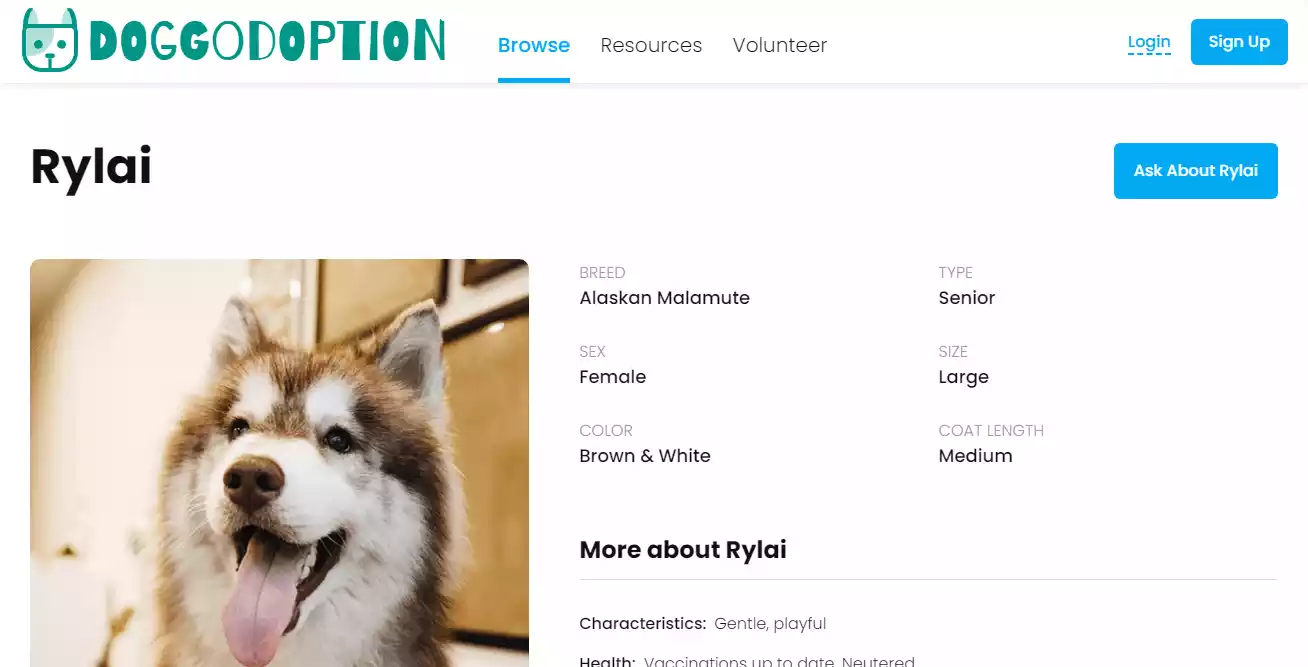 DOGGODOPTION
Browse Resources Volunteer
Login
Sign Up
Rylai
Ask About Rylai
BREED
Alaskan Malamute
TYPE
Senior
SEX
Female
SIZE
Large
COLOR
Brown & White
COAT LENGTH
Medium
More about Rylai
Characteristics: Gentle, playful
Health: Vaccinations up to date, Neutered